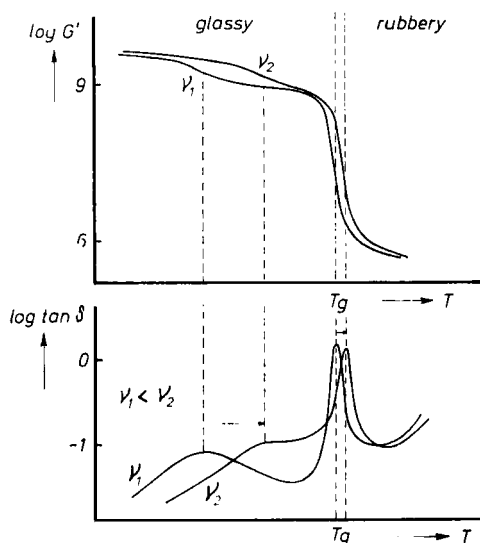 glassy rubbery
log G'
ν₂
9
ν₁
6
Tg T
log tan δ
0
ν₁ < ν₂
-1
ν₁
ν₂
Tg T